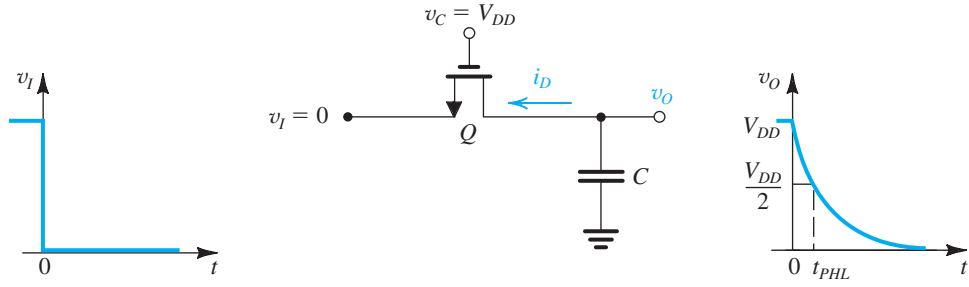 v_I
0
t
v_C = V_DD
v_I = 0
Q
i_D
v_O
C
v_O
V_DD
V_DD/2
0
t_PHL
t